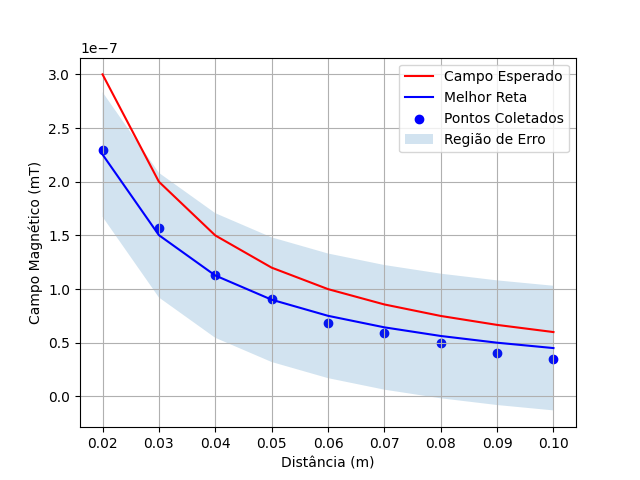 1e−7
3.0
2.5
2.0
1.5
1.0
0.5
0.0
Campo Magnético (mT)
Campo Esperado
Melhor Reta
Pontos Coletados
Região de Erro
0.02 0.03 0.04 0.05 0.06 0.07 0.08 0.09 0.10
Distância (m)